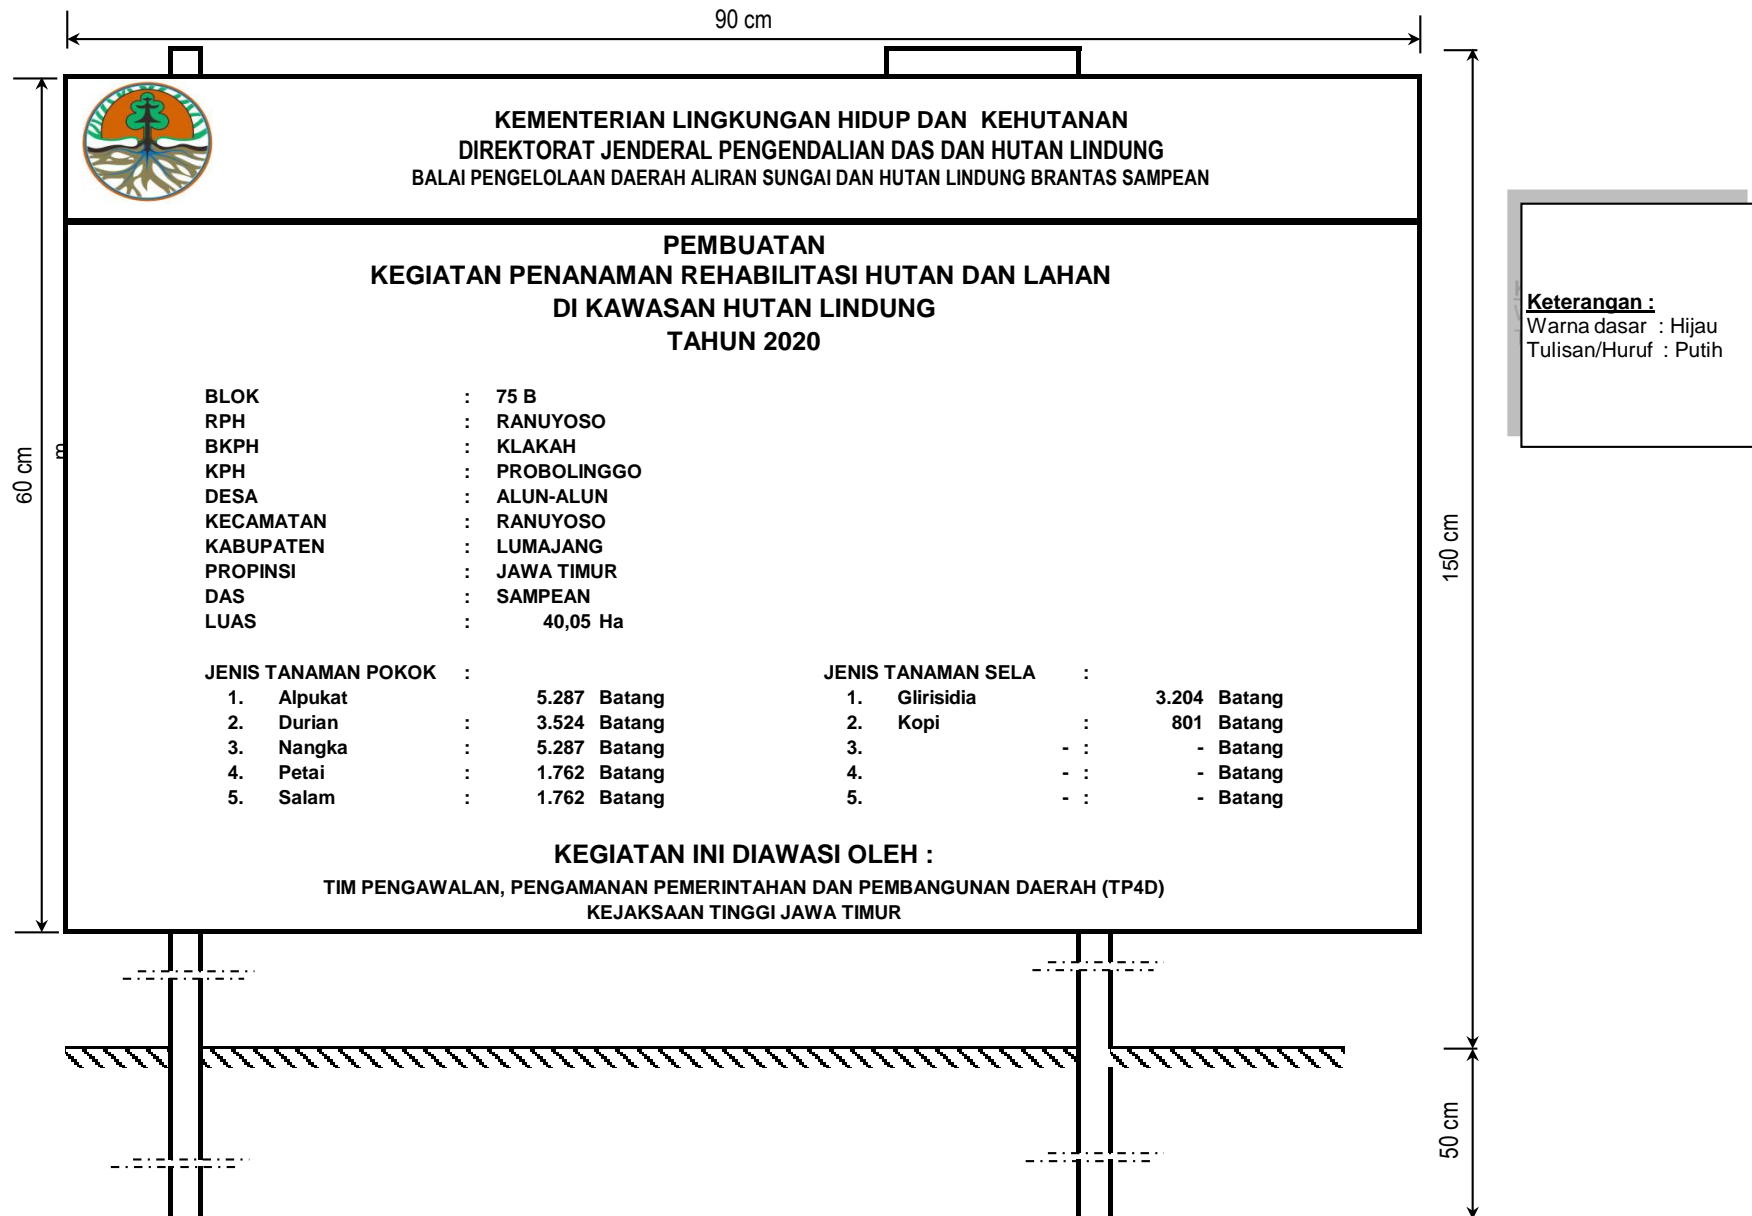 90 cm
KEMENTERIAN LINGKUNGAN HIDUP DAN KEHUTANAN
DIREKTORAT JENDERAL PENGENDALIAN DAS DAN HUTAN LINDUNG
BALAI PENGELOLAAN DAERAH ALIRAN SUNGAI DAN HUTAN LINDUNG BRANTAS SAMPEAN
PEMBUATAN
KEGIATAN PENANAMAN REHABILITASI HUTAN DAN LAHAN
DI KAWASAN HUTAN LINDUNG
TAHUN 2020
BLOK : 75 B
RPH : RANUYOSO
BKPH : KLAKAH
KPH : PROBOLINGGO
DESA : ALUN-ALUN
KECAMATAN : RANUYOSO
KABUPATEN : LUMAJANG
PROPINSI : JAWA TIMUR
DAS : SAMPEAN
LUAS : 40,05 Ha
JENIS TANAMAN POKOK :
1. Alpukat 5.287 Batang
2. Durian : 3.524 Batang
3. Nangka : 5.287 Batang
4. Petai : 1.762 Batang
5. Salam : 1.762 Batang
JENIS TANAMAN SELA :
1. Glirisidia 3.204 Batang
2. Kopi : 801 Batang
3. - : - Batang
4. - : - Batang
5. - : - Batang
KEGIATAN INI DIAWASI OLEH :
TIM PENGAWALAN, PENGAMANAN PEMERINTAHAN DAN PEMBANGUNAN DAERAH (TP4D)
KEJAKSAAN TINGGI JAWA TIMUR
60 cm
m
150 cm
50 cm
Keterangan :
Warna dasar : Hijau
Tulisan/Huruf : Putih